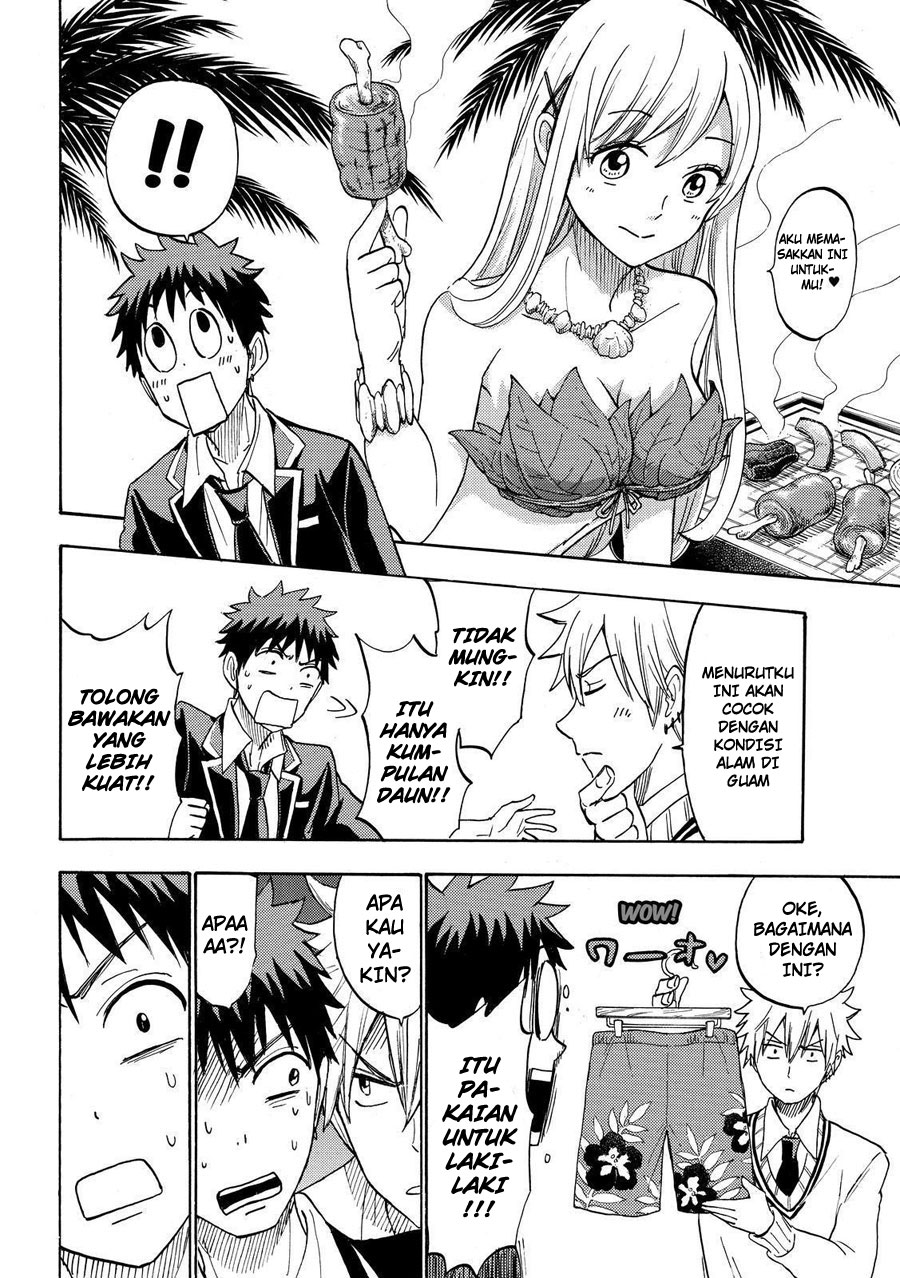 AKU MEMA-
SAKKAN INI
UNTUK-
MU! ♥
!!
MENURUTKU
INI AKAN
COCOK
DENGAN
KONDISI
ALAM DI
GUAM
TIDAK
MUNG-
KIN!!
ITU
HANYA
KUM-
PULAN
DAUN!!
TOLONG
BAWAKAN
YANG
LEBIH
KUAT!!
OKE,
BAGAIMANA
DENGAN
INI?
WOW!
ワーオ♥
ITU
PA-
KAIAN
UNTUK
LAKI-
LAKI
!!!
APA
KAU
YA-
KIN?
APAA
AA?!